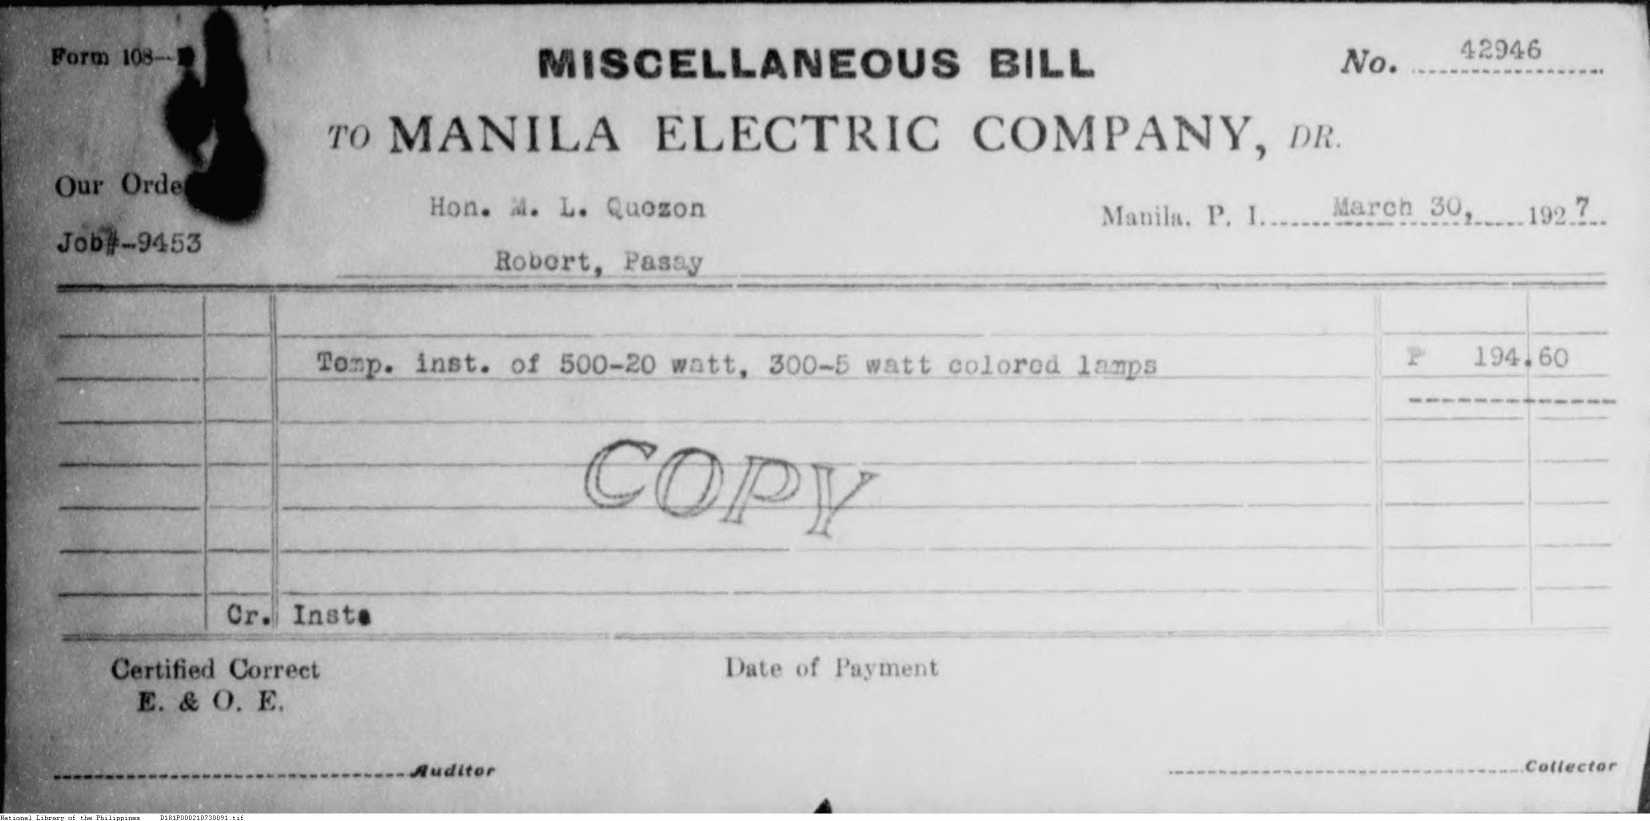 Form 108—
MISCELLANEOUS BILL
No. 42946
TO MANILA ELECTRIC COMPANY, DR.
Our Orde
Hon. M. L. Quezon
Manila. P. I. March 30, 1927
Job#-9453
Robert, Pasay
Temp. inst. of 500-20 watt, 300-5 watt colored lamps P 194.60
COPY
Cr. Inst.
Certified Correct
Date of Payment
E. & O. E.
Auditor
Collector
National Library of the Philippines D181P000210730091.tif